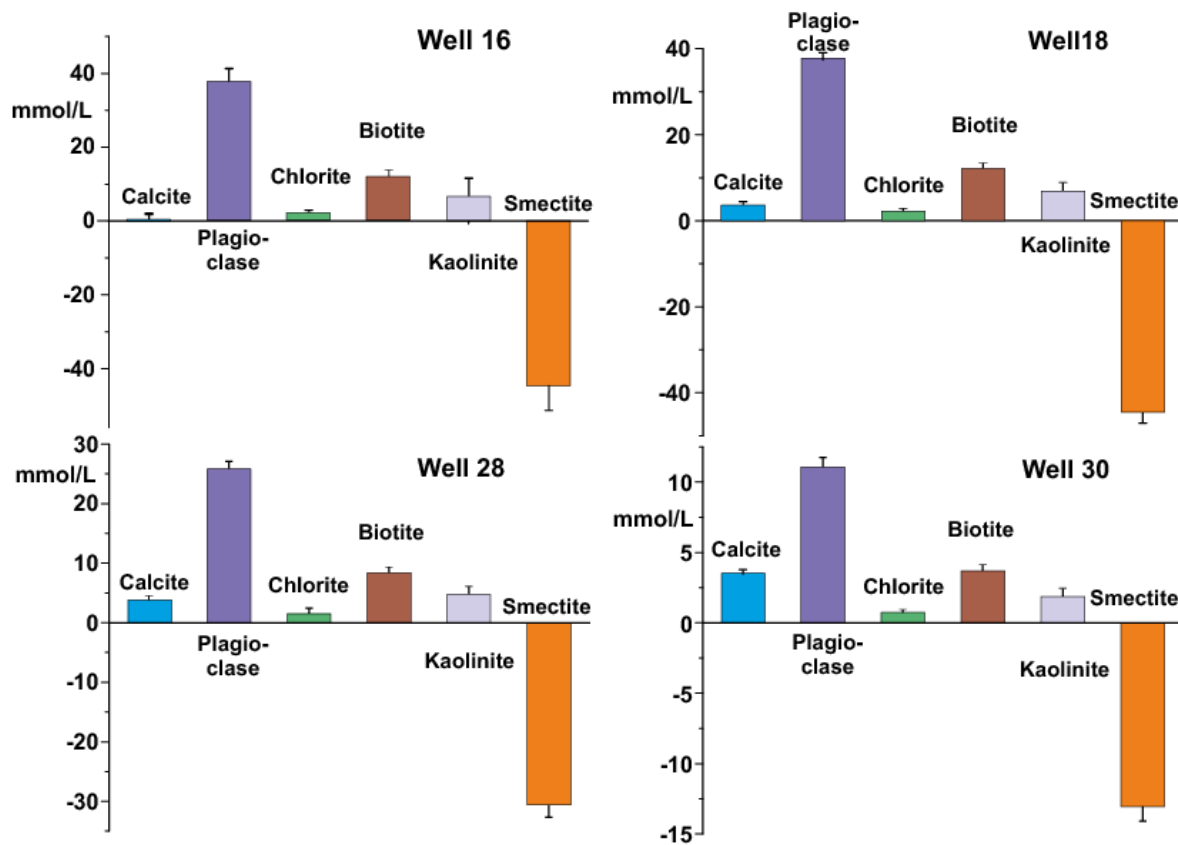 Well 16
40
mmol/L
20
0
-20
-40
Calcite
Plagio-
clase
Chlorite
Biotite
Kaolinite
Smectite
Well18
40
mmol/L
20
0
-20
-40
Calcite
Plagio-
clase
Chlorite
Biotite
Kaolinite
Smectite
Well 28
30
mmol/L
20
10
0
-10
-20
-30
Calcite
Plagio-
clase
Chlorite
Biotite
Kaolinite
Smectite
Well 30
10
mmol/L
5
0
-5
-10
-15
Calcite
Plagio-
clase
Chlorite
Biotite
Kaolinite
Smectite